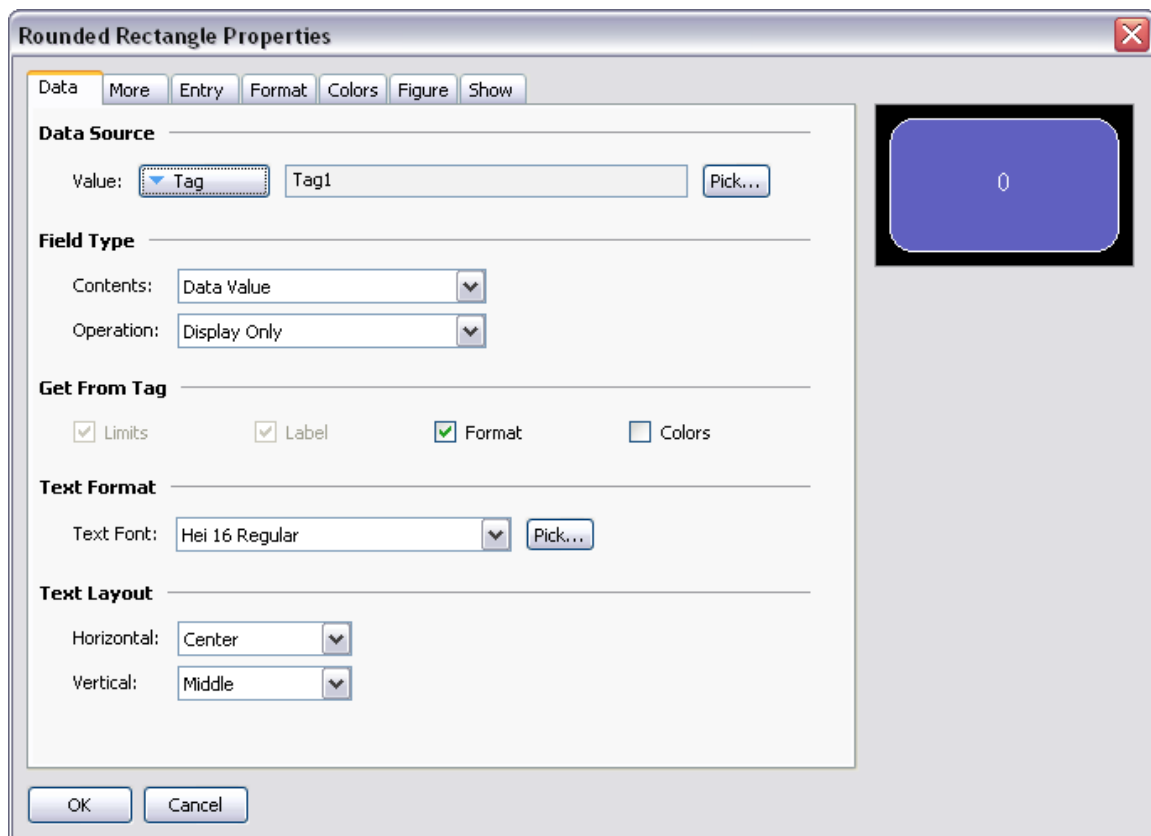 Rounded Rectangle Properties
Data More Entry Format Colors Figure Show
Data Source
Value: Tag Tag1 Pick...
0
Field Type
Contents: Data Value
Operation: Display Only
Get From Tag
Limits Label Format Colors
Text Format
Text Font: Hei 16 Regular Pick...
Text Layout
Horizontal: Center
Vertical: Middle
OK Cancel